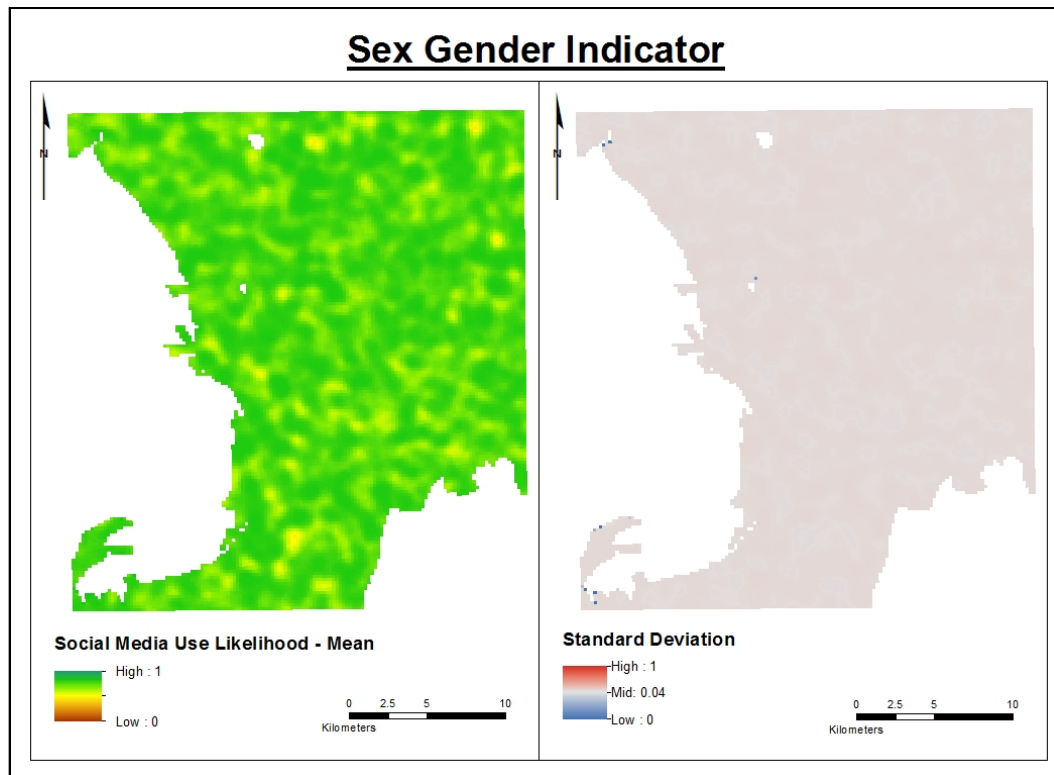 Sex Gender Indicator
N
Social Media Use Likelihood - Mean
High : 1
Low : 0
0 2.5 5 10
Kilometers
N
Standard Deviation
High : 1
Mid: 0.04
Low : 0
0 2.5 5 10
Kilometers